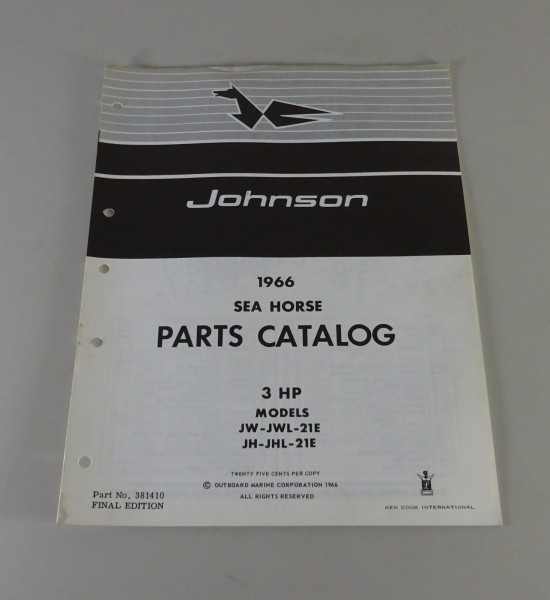 Johnson
1966
SEA HORSE
PARTS CATALOG
3 HP
MODELS
JW-JWL-21E
JH-JHL-21E
TWENTY FIVE CENTS PER COPY
© OUTBOARD MARINE CORPORATION 1966
ALL RIGHTS RESERVED
Part No. 381410
FINAL EDITION
KEN COOK INTERNATIONAL